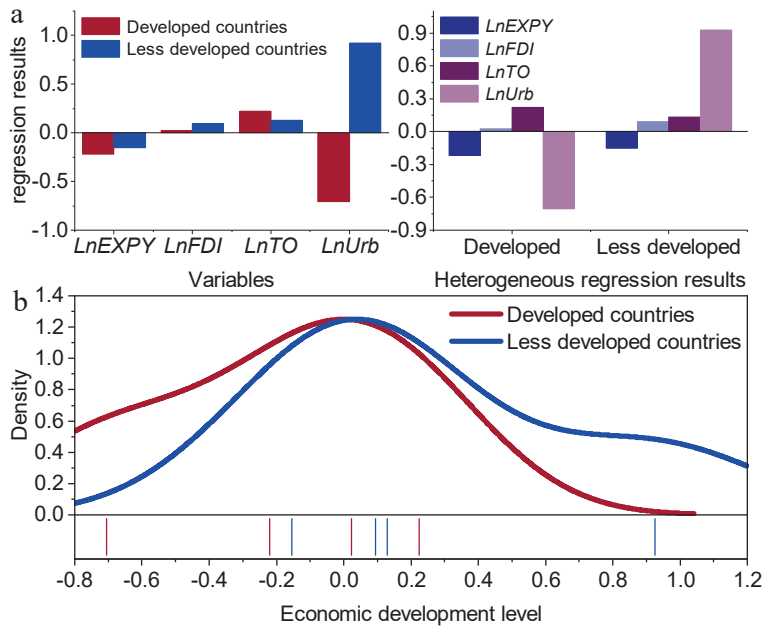 a
regression results
1.0
0.5
0.0
-0.5
-1.0
Developed countries
Less developed countries
LnEXPY LnFDI LnTO LnUrb
Variables
0.9
0.6
0.3
0.0
-0.3
-0.6
-0.9
LnEXPY
LnFDI
LnTO
LnUrb
Developed Less developed
Heterogeneous regression results
b
Density
1.4
1.2
1.0
0.8
0.6
0.4
0.2
0.0
Developed countries
Less developed countries
-0.8 -0.6 -0.4 -0.2 0.0 0.2 0.4 0.6 0.8 1.0 1.2
Economic development level